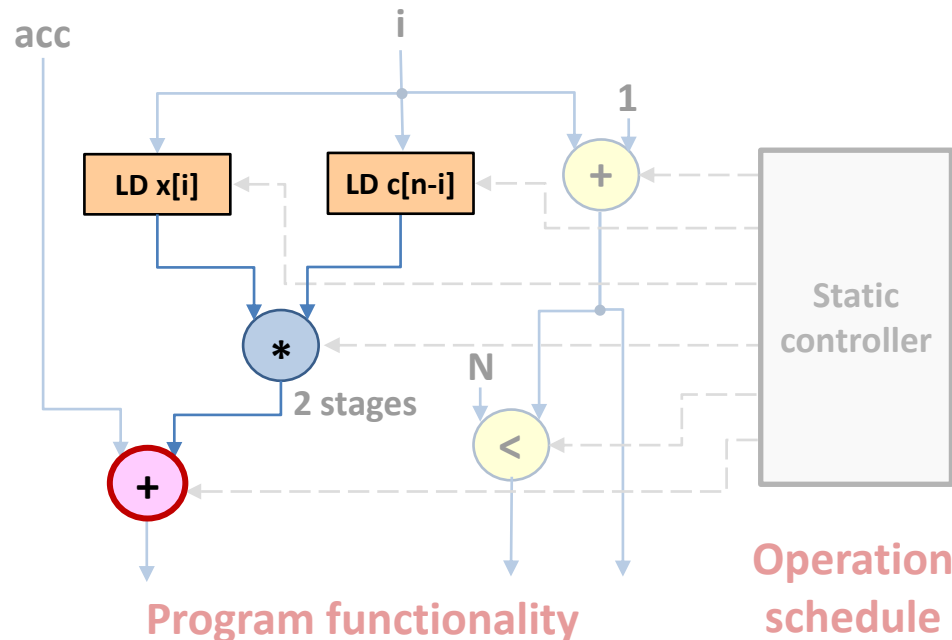 acc
i
1
LD x[i]
LD c[n-i]
+
Static
controller
*
N
2 stages
<
+
Operation
schedule
Program functionality